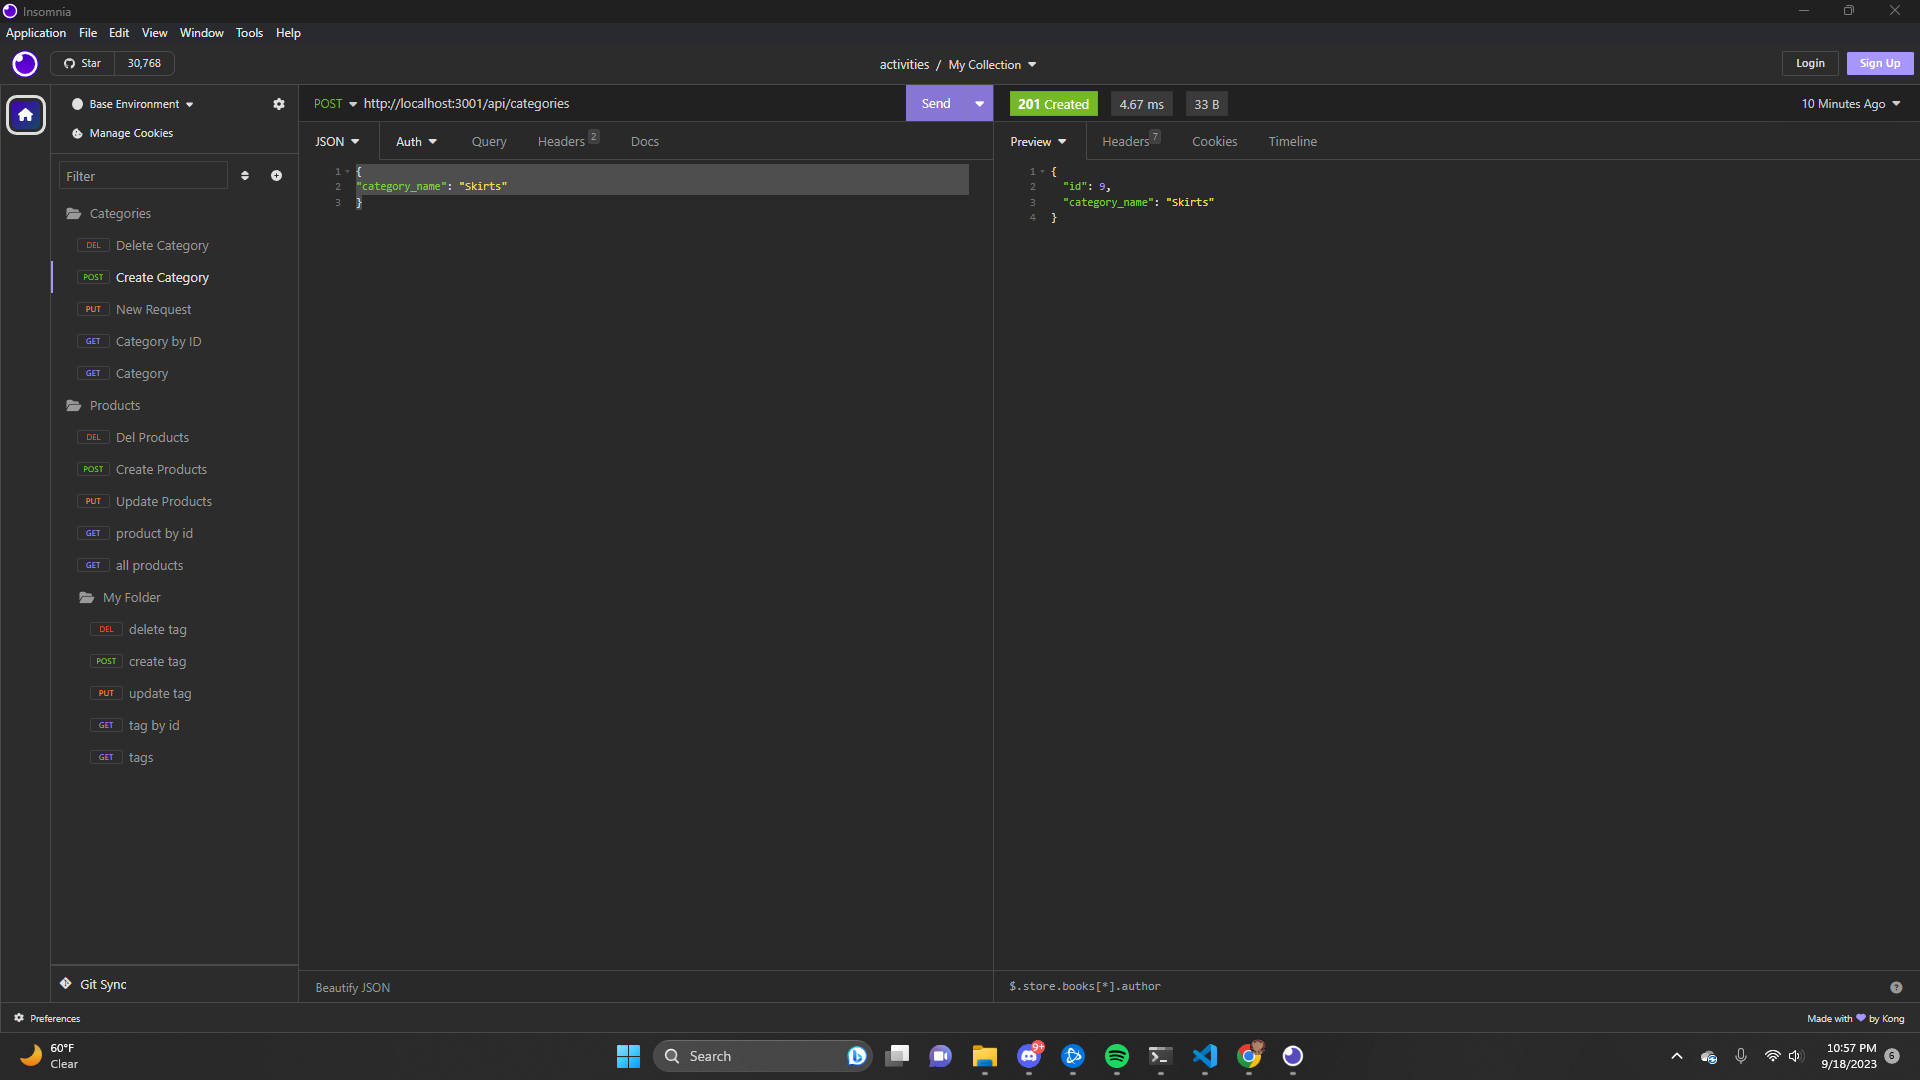 Insomnia
Application File Edit View Window Tools Help
Star 30,768
activities / My Collection
Login Sign Up
Base Environment
Manage Cookies
Filter
Categories
DEL Delete Category
POST Create Category
PUT New Request
GET Category by ID
GET Category
Products
DEL Del Products
POST Create Products
PUT Update Products
GET product by id
GET all products
My Folder
DEL delete tag
POST create tag
PUT update tag
GET tag by id
GET tags
Git Sync
POST http://localhost:3001/api/categories Send
JSON Auth Query Headers 2 Docs
1 {
2 "category_name": "Skirts"
3 }
Beautify JSON
201 Created 4.67 ms 33 B 10 Minutes Ago
Preview Headers 7 Cookies Timeline
1 {
2 "id": 9,
3 "category_name": "Skirts"
4 }
$.store.books[*].author
?
Preferences
Made with by Kong
60°F
Clear
Search
9+
10:57 PM
9/18/2023
6